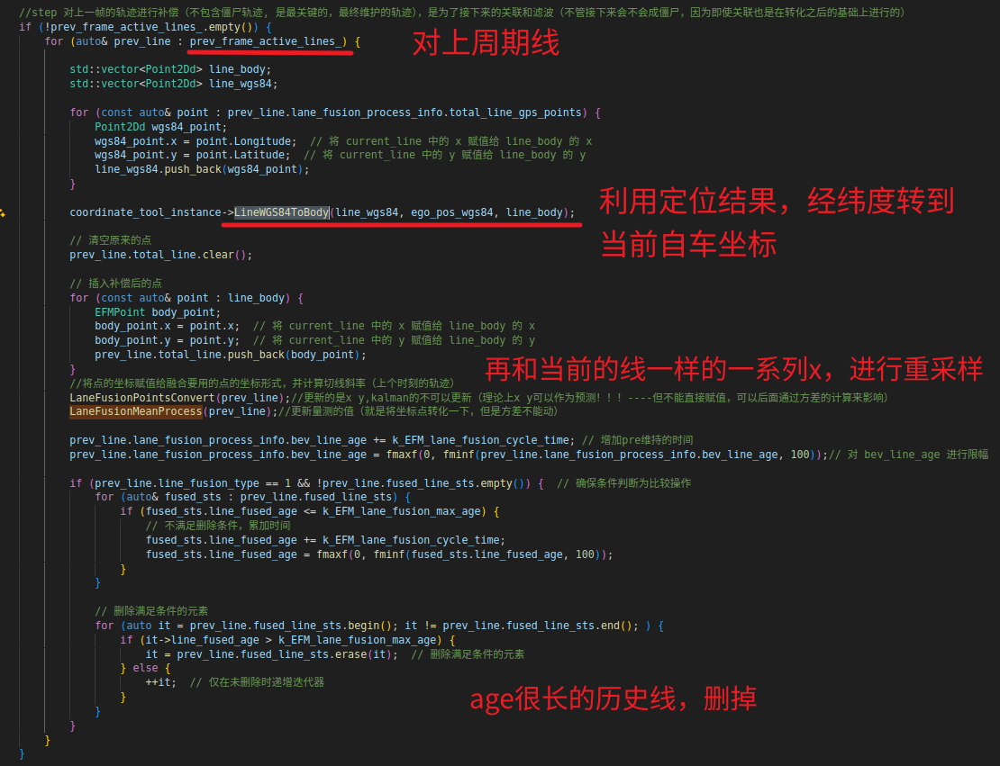 //step 对上一帧的轨迹进行补偿（不包含僵尸轨迹, 是最关键的，最终维护的轨迹），是为了接下来的关联和滤波（不管接下来会不会成僵尸，因为即使关联也是在转化之后的基础上进行的）
if (!prev_frame_active_lines_.empty()) {
for (auto& prev_line : prev_frame_active_lines_) {
对上周期线
std::vector<Point2Dd> line_body;
std::vector<Point2Dd> line_wgs84;
for (const auto& point : prev_line.lane_fusion_process_info.total_line_gps_points) {
Point2Dd wgs84_point;
wgs84_point.x = point.Longitude;  // 将 current_line 中的 x 赋值给 line_body 的 x
wgs84_point.y = point.Latitude;  // 将 current_line 中的 y 赋值给 line_body 的 y
line_wgs84.push_back(wgs84_point);
}
coordinate_tool_instance->LineWGS84ToBody(line_wgs84, ego_pos_wgs84, line_body);
利用定位结果，经纬度转到
当前自车坐标
// 清空原来的点
prev_line.total_line.clear();
// 插入补偿后的点
for (const auto& point : line_body) {
EFMPoint body_point;
body_point.x = point.x;  // 将 current_line 中的 x 赋值给 line_body 的 x
body_point.y = point.y;  // 将 current_line 中的 y 赋值给 line_body 的 y
prev_line.total_line.push_back(body_point);
}
再和当前的线一样的一系列x，进行重采样
//将点的坐标赋值给融合要用的点的坐标形式，并计算切线斜率（上个时刻的轨迹）
LaneFusionPointsConvert(prev_line);//更新的是x y,kalman的不可以更新（理论上x y可以作为预测！！！----但不能直接赋值，可以后面通过方差的计算来影响）
LaneFusionMeanProcess(prev_line);//更新量测的值（就是将坐标点转化一下，但是方差不能动）
prev_line.lane_fusion_process_info.bev_line_age += k_EFM_lane_fusion_cycle_time; // 增加pre维持的时间
prev_line.lane_fusion_process_info.bev_line_age = fmaxf(0, fminf(prev_line.lane_fusion_process_info.bev_line_age, 100));// 对 bev_line_age 进行限幅
if (prev_line.line_fusion_type == 1 && !prev_line.fused_line_sts.empty()) {  // 确保条件判断为比较操作
for (auto& fused_sts : prev_line.fused_line_sts) {
if (fused_sts.line_fused_age <= k_EFM_lane_fusion_max_age) {
// 不满足删除条件，累加时间
fused_sts.line_fused_age += k_EFM_lane_fusion_cycle_time;
fused_sts.line_fused_age = fmaxf(0, fminf(fused_sts.line_fused_age, 100));
}
}
// 删除满足条件的元素
for (auto it = prev_line.fused_line_sts.begin(); it != prev_line.fused_line_sts.end(); ) {
if (it->line_fused_age > k_EFM_lane_fusion_max_age) {
it = prev_line.fused_line_sts.erase(it);  // 删除满足条件的元素
} else {
++it;  // 仅在未删除时递增迭代器
}
age很长的历史线，删掉
}
}
}
}